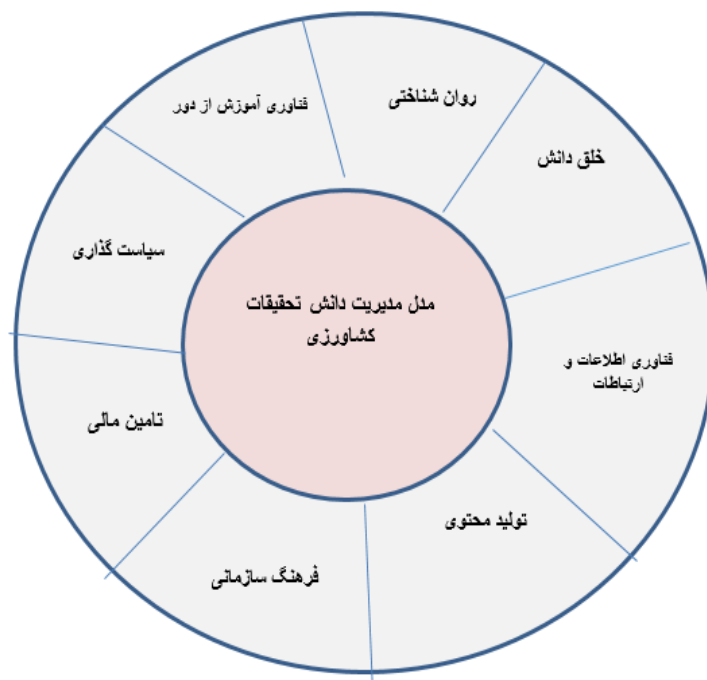 روان شناختی
فناوری آموزش از دور
خلق دانش
سیاست گذاری
مدل مدیریت دانش تحقیقات
کشاورزی
فناوری اطلاعات و
ارتباطات
تامین مالی
تولید محتوی
فرهنگ سازمانی